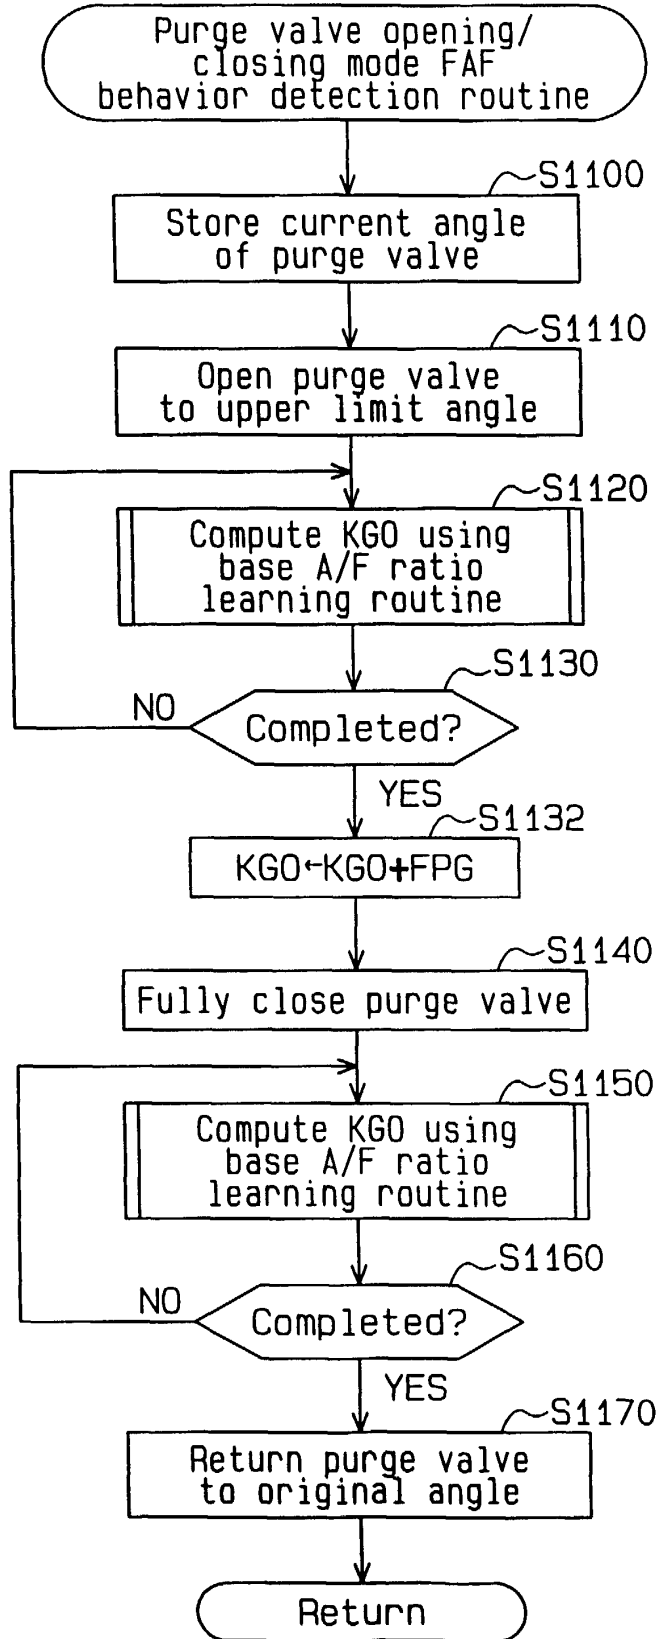 Purge valve opening/
closing mode FAF
behavior detection routine
S1100
Store current angle
of purge valve
S1110
Open purge valve
to upper limit angle
S1120
Compute KGO using
base A/F ratio
learning routine
S1130
NO
Completed?
YES
S1132
KGO←KGO+FPG
S1140
Fully close purge valve
S1150
Compute KGO using
base A/F ratio
learning routine
S1160
NO
Completed?
YES
S1170
Return purge valve
to original angle
Return